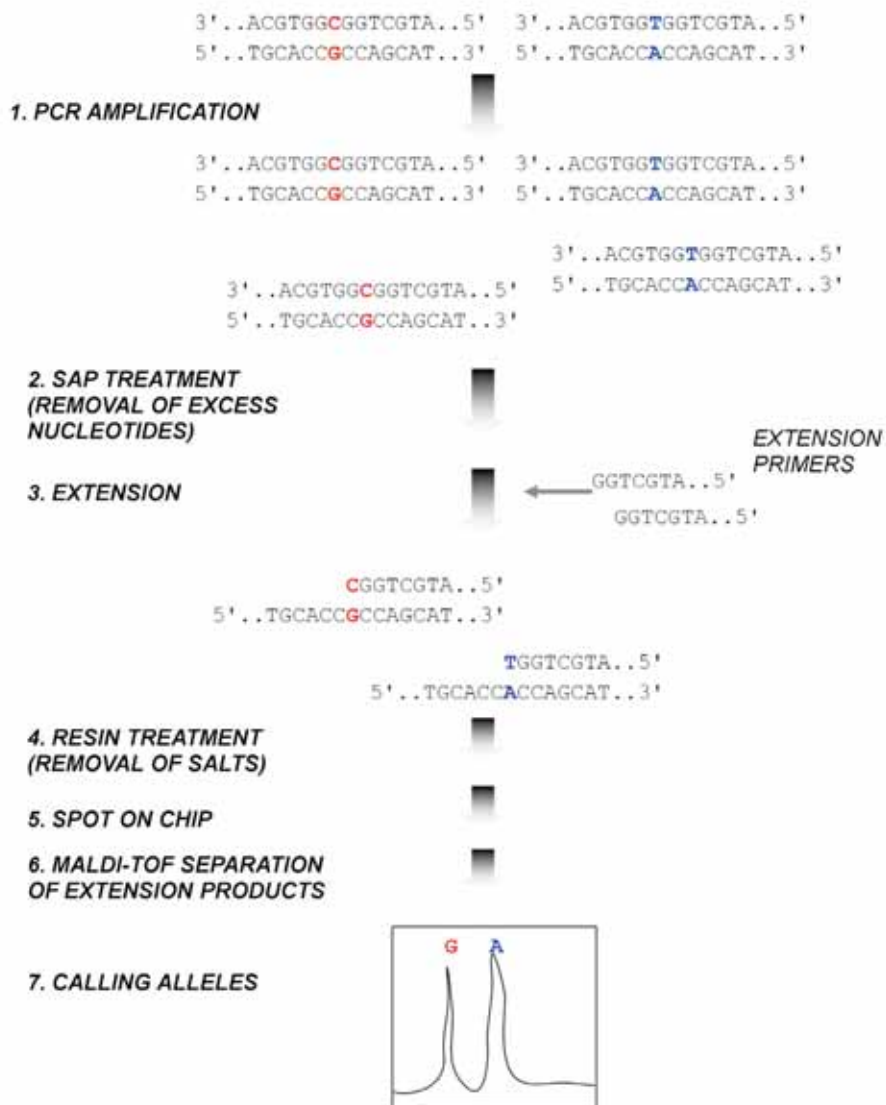 3'..ACGTGGCGGTCGTA..5' 3'..ACGTGGTGGTCGTA..5'
5'..TGCACCGCCAGCAT..3' 5'..TGCACCACCAGCAT..3'
1. PCR AMPLIFICATION
3'..ACGTGGCGGTCGTA..5' 3'..ACGTGGTGGTCGTA..5'
5'..TGCACCGCCAGCAT..3' 5'..TGCACCACCAGCAT..3'
3'..ACGTGGTGGTCGTA..5'
5'..TGCACCACCAGCAT..3'
3'..ACGTGGCGGTCGTA..5'
5'..TGCACCGCCAGCAT..3'
2. SAP TREATMENT
(REMOVAL OF EXCESS
NUCLEOTIDES)
EXTENSION
PRIMERS
3. EXTENSION
GGTCGTA..5'
GGTCGTA..5'
CGGTCGTA..5'
5'..TGCACCGCCAGCAT..3'
TGGTCGTA..5'
5'..TGCACCACCAGCAT..3'
4. RESIN TREATMENT
(REMOVAL OF SALTS)
5. SPOT ON CHIP
6. MALDI-TOF SEPARATION
OF EXTENSION PRODUCTS
G A
7. CALLING ALLELES